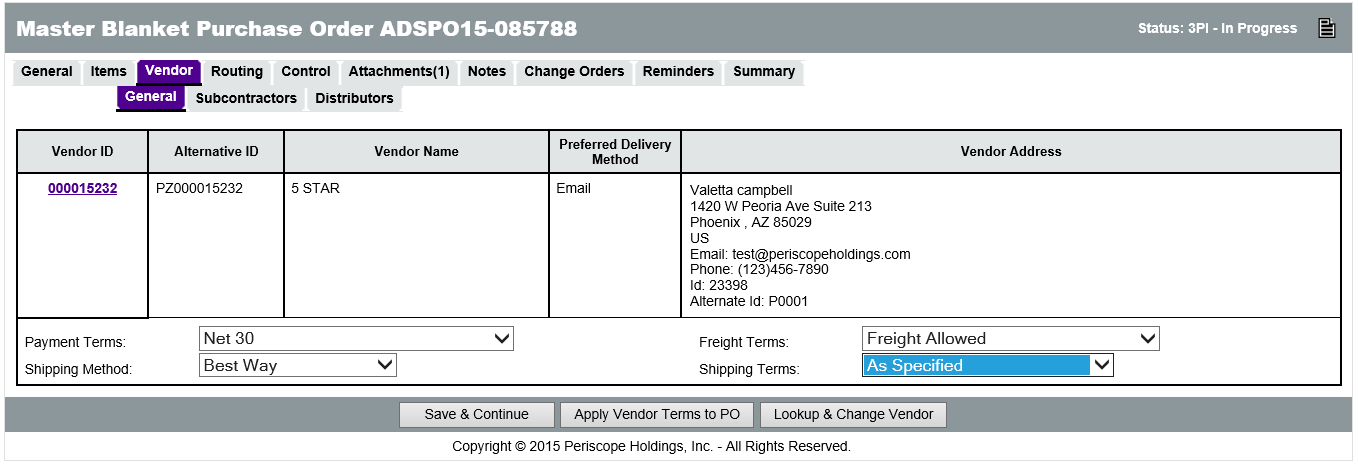 Master Blanket Purchase Order ADSPO15-085788
Status: 3PI - In Progress
General Items Vendor Routing Control Attachments(1) Notes Change Orders Reminders Summary
General Subcontractors Distributors
Vendor ID Alternative ID Vendor Name Preferred Delivery Method Vendor Address
000015232 PZ000015232 5 STAR Email
Valetta campbell
1420 W Peoria Ave Suite 213
Phoenix , AZ 85029
US
Email: test@periscopeholdings.com
Phone: (123)456-7890
Id: 23398
Alternate Id: P0001
Payment Terms: Net 30 Freight Terms: Freight Allowed
Shipping Method: Best Way Shipping Terms: As Specified
Save & Continue Apply Vendor Terms to PO Lookup & Change Vendor
Copyright © 2015 Periscope Holdings, Inc. - All Rights Reserved.